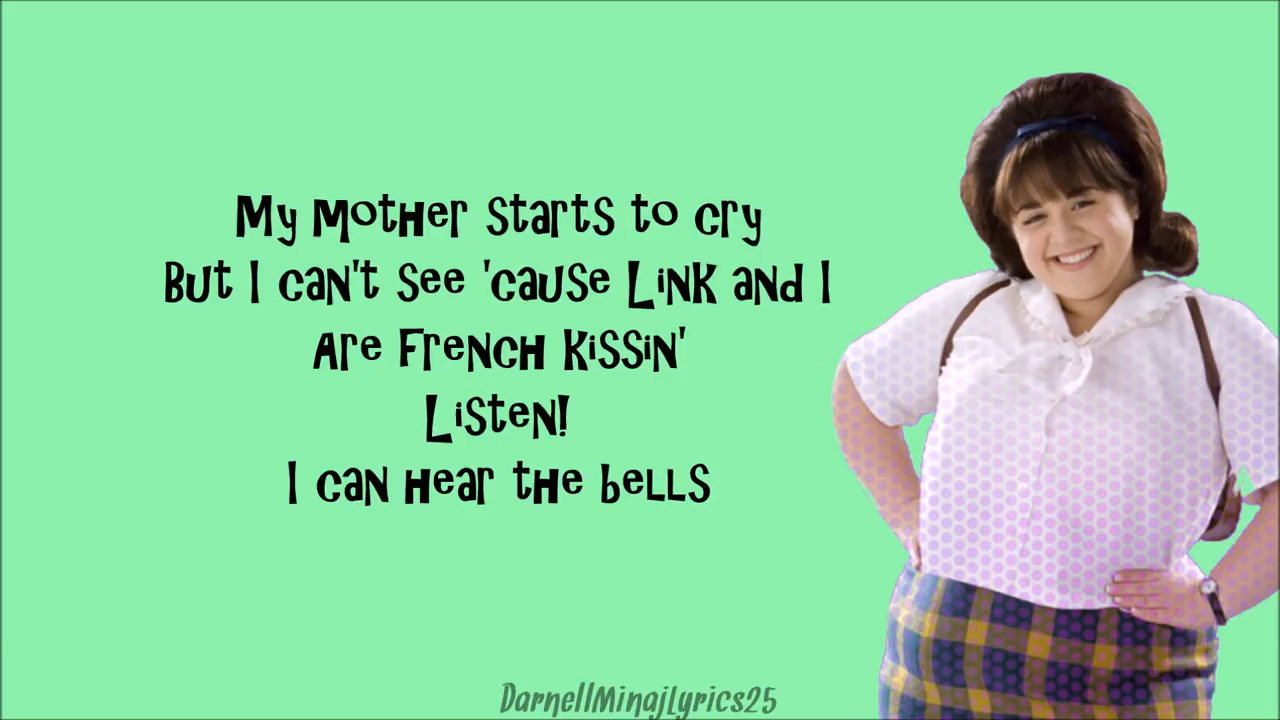 My Mother starts to cry
But I can't see 'cause Link and I
Are French Kissin'
Listen!
I can hear the bells
DarnellMinajLyrics25